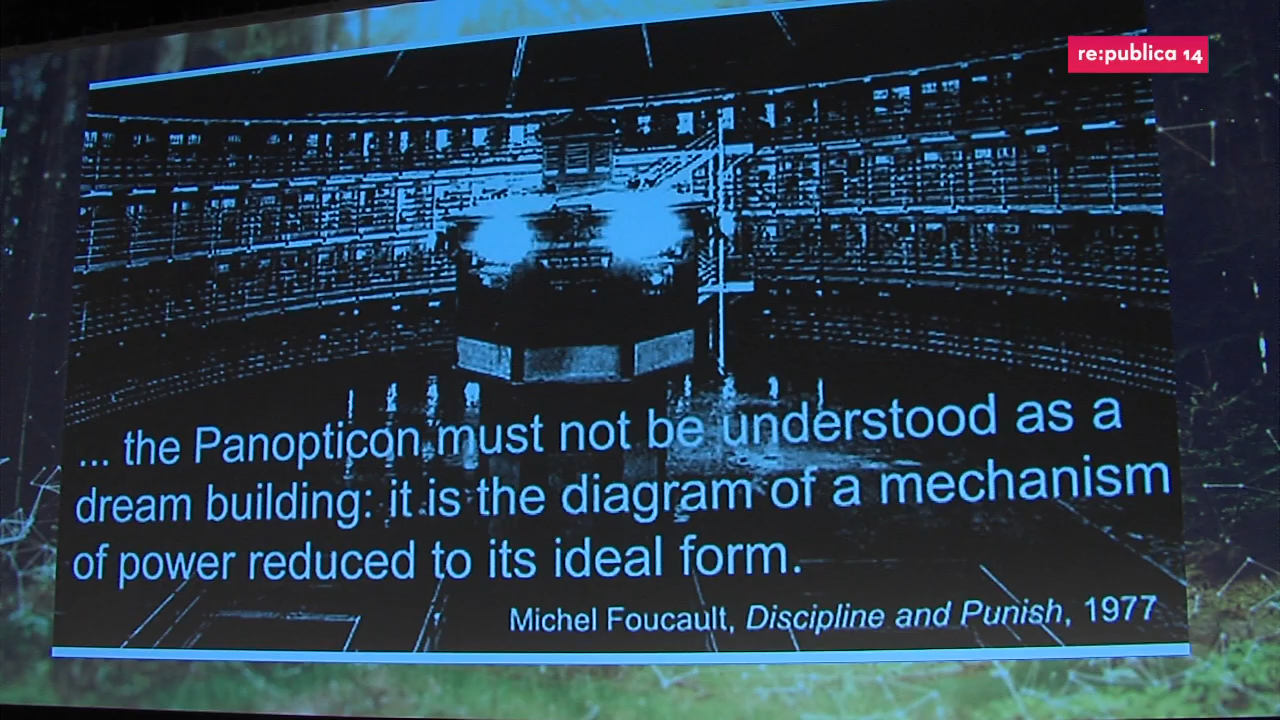 re:publica 14
... the Panopticon must not be understood as a
dream building: it is the diagram of a mechanism
of power reduced to its ideal form.
Michel Foucault, Discipline and Punish, 1977